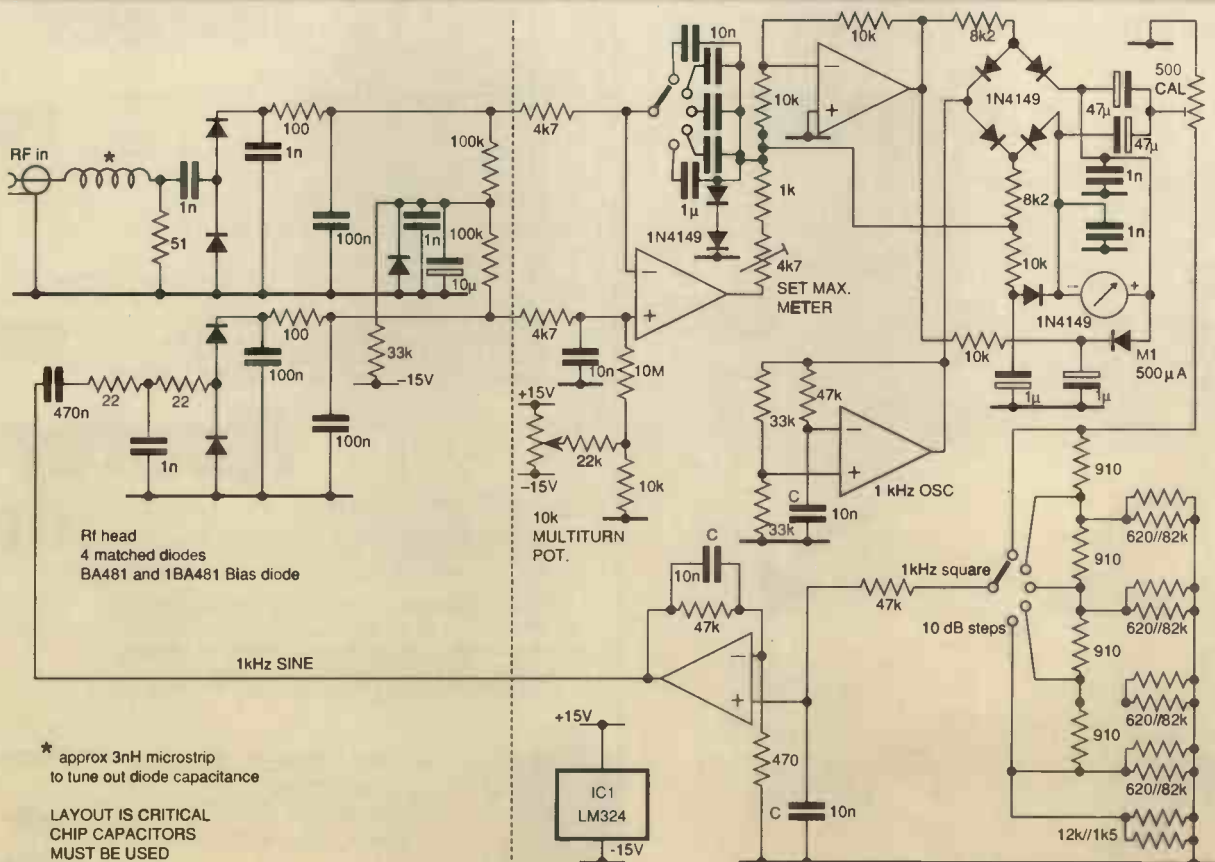 RF in
*
1n
51
100
1n
100n
100k
100k
1n
10µ
33k
−15V
100
100n
100n
470n
22
22
1n
Rf head
4 matched diodes
BA481 and 1BA481 Bias diode
4k7
10n
1µ
1N4149
10k
1k
4k7
SET MAX.
METER
4k7
10n
10M
+15V
22k
−15V
10k
10k
MULTITURN
POT.
10k
8k2
1N4149
47µ
47µ
500
CAL
1n
1n
8k2
10k
1N4149
−
+
M1
500µA
10k
1µ
1µ
33k
47k
33k
C
10n
1 kHz OSC
C
10n
47k
47k
1kHz square
10 dB steps
910
620//82k
910
620//82k
910
620//82k
910
620//82k
12k//1k5
1kHz SINE
470
C
10n
+15V
IC1
LM324
-15V
* approx 3nH microstrip
to tune out diode capacitance
LAYOUT IS CRITICAL
CHIP CAPACITORS
MUST BE USED